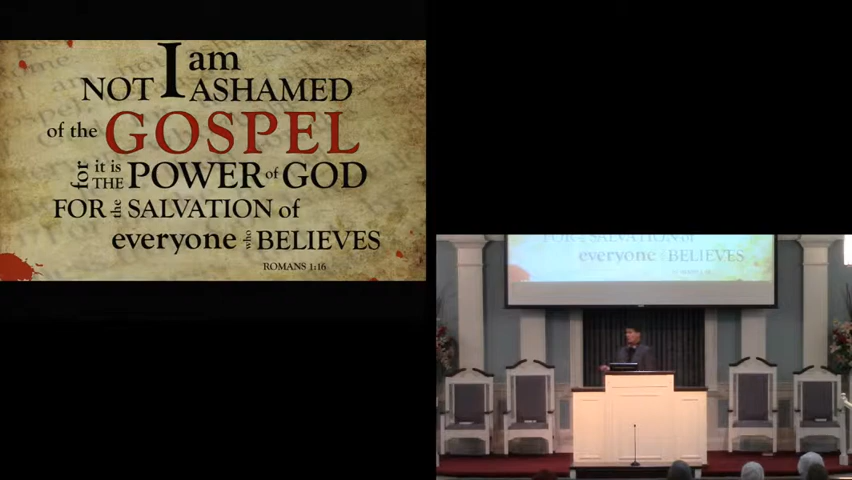 I am
NOT ASHAMED
of the GOSPEL
for it is THE POWER of GOD
FOR the SALVATION of
everyone who BELIEVES
ROMANS 1:16
FOR the SALVATION of
everyone who BELIEVES